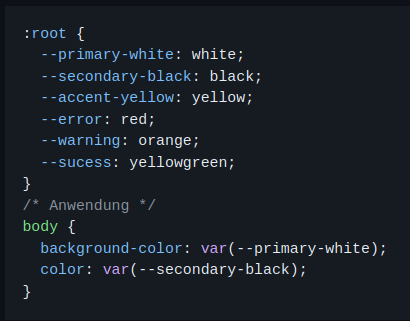 :root {
  --primary-white: white;
  --secondary-black: black;
  --accent-yellow: yellow;
  --error: red;
  --warning: orange;
  --sucess: yellowgreen;
}
/* Anwendung */
body {
  background-color: var(--primary-white);
  color: var(--secondary-black);
}